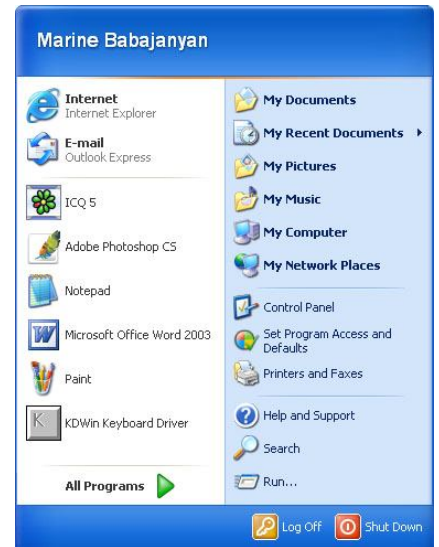 Marine Babajanyan
Internet
Internet Explorer
E-mail
Outlook Express
ICQ 5
Adobe Photoshop CS
Notepad
Microsoft Office Word 2003
Paint
K
KDWin Keyboard Driver
All Programs
My Documents
My Recent Documents
My Pictures
My Music
My Computer
My Network Places
Control Panel
Set Program Access and
Defaults
Printers and Faxes
Help and Support
Search
Run...
Log Off
Shut Down